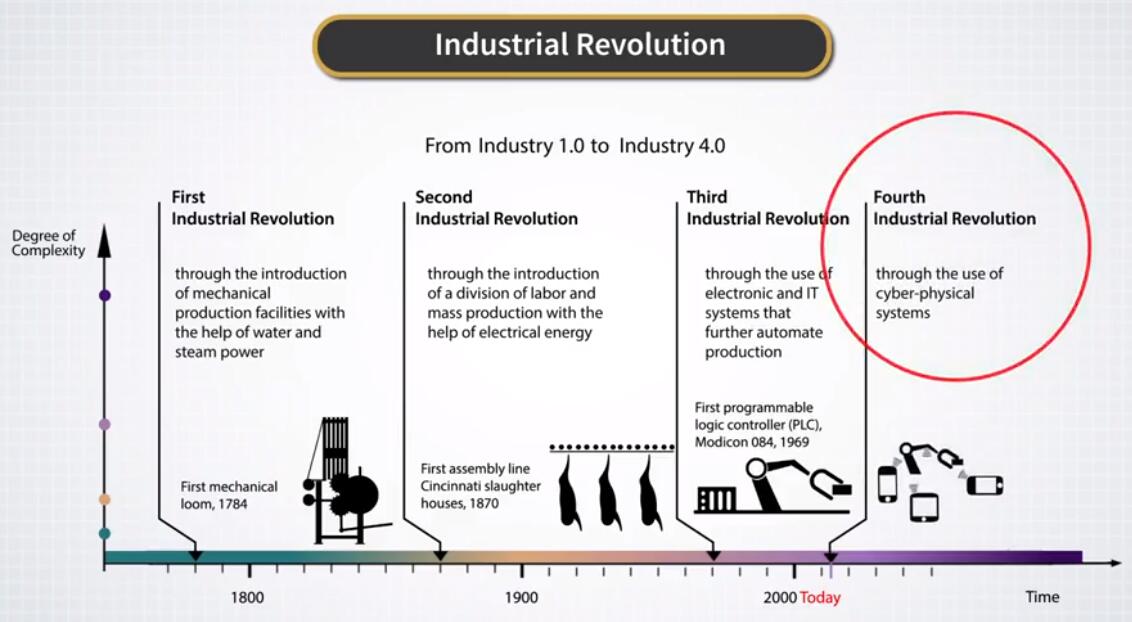 Industrial Revolution
From Industry 1.0 to Industry 4.0
Degree of
Complexity
First
Industrial Revolution
through the introduction
of mechanical
production facilities with
the help of water and
steam power
First mechanical
loom, 1784
Second
Industrial Revolution
through the introduction
of a division of labor and
mass production with the
help of electrical energy
First assembly line
Cincinnati slaughter
houses, 1870
Third
Industrial Revolution
through the use of
electronic and IT
systems that
further automate
production
First programmable
logic controller (PLC),
Modicon 084, 1969
Fourth
Industrial Revolution
through the use of
cyber-physical
systems
1800
1900
2000 Today
Time